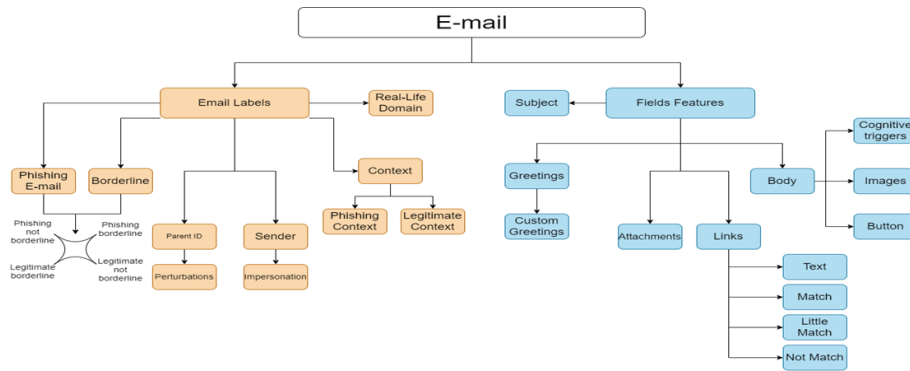 E-mail
Email Labels
Real-Life
Domain
Subject
Fields Features
Cognitive
triggers
Phishing
E-mail
Borderline
Context
Greetings
Body
Images
Phishing
Context
Legitimate
Context
Custom
Greetings
Button
Phishing
not
borderline
Phishing
borderline
Legitimate
borderline
Legitimate
not
borderline
Parent ID
Sender
Attachments
Links
Perturbations
Impersonation
Text
Match
Little
Match
Not Match